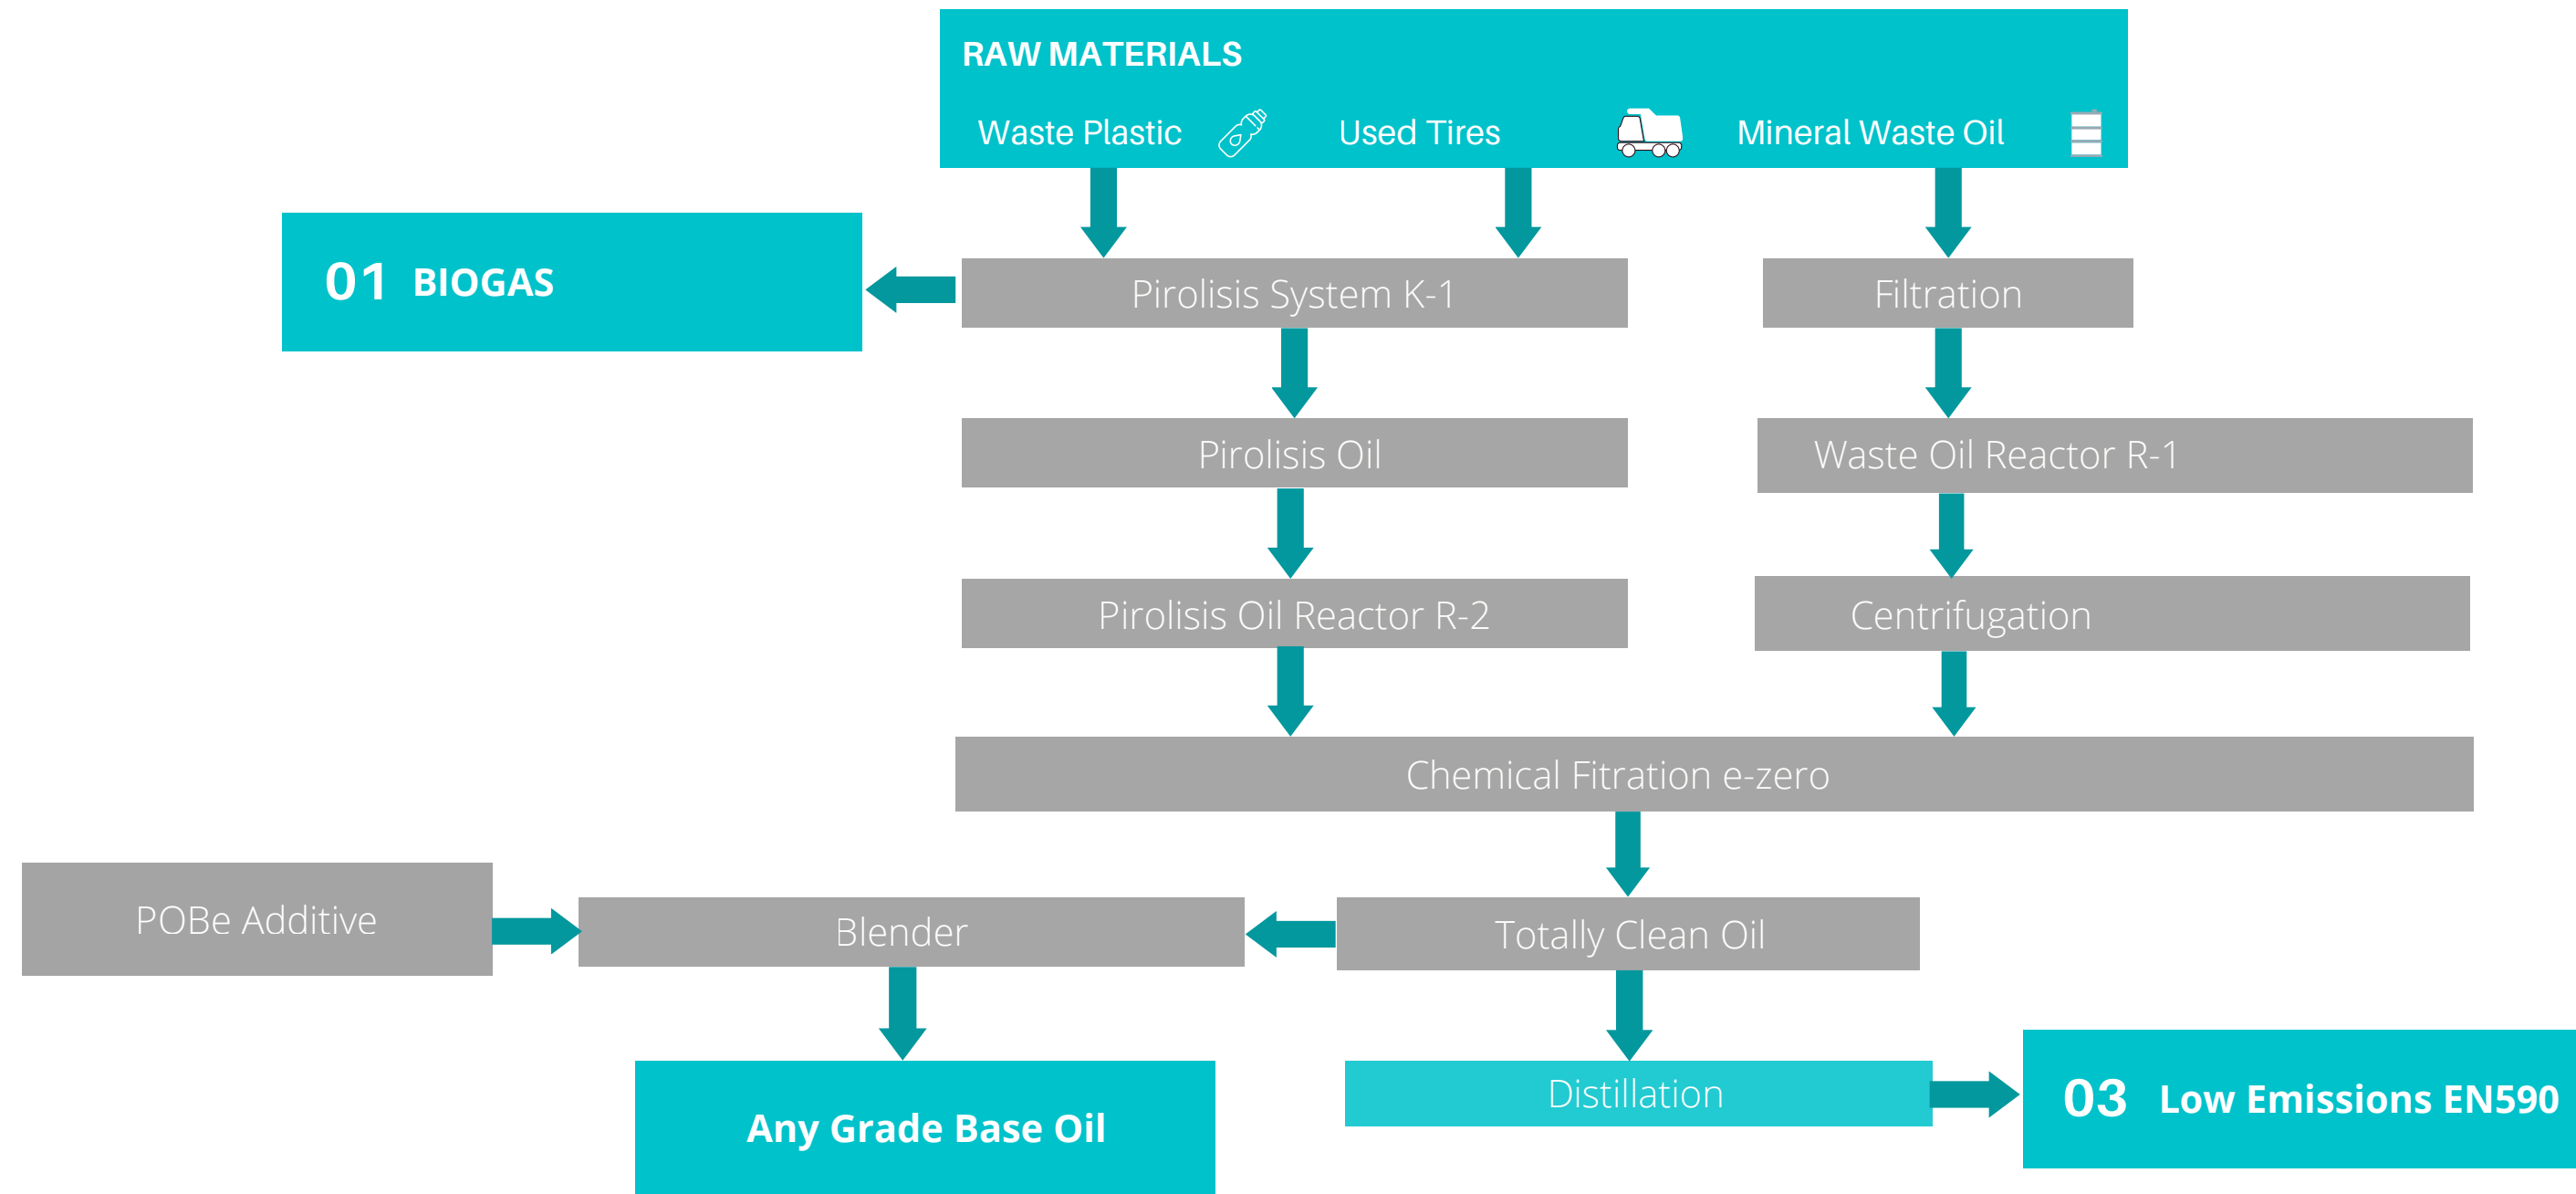 RAW MATERIALS
Waste Plastic
Used Tires
Mineral Waste Oil
01 BIOGAS
Pirolisis System K-1
Filtration
Pirolisis Oil
Waste Oil Reactor R-1
Pirolisis Oil Reactor R-2
Centrifugation
Chemical Fitration e-zero
POBe Additive
Blender
Totally Clean Oil
Any Grade Base Oil
Distillation
03 Low Emissions EN590